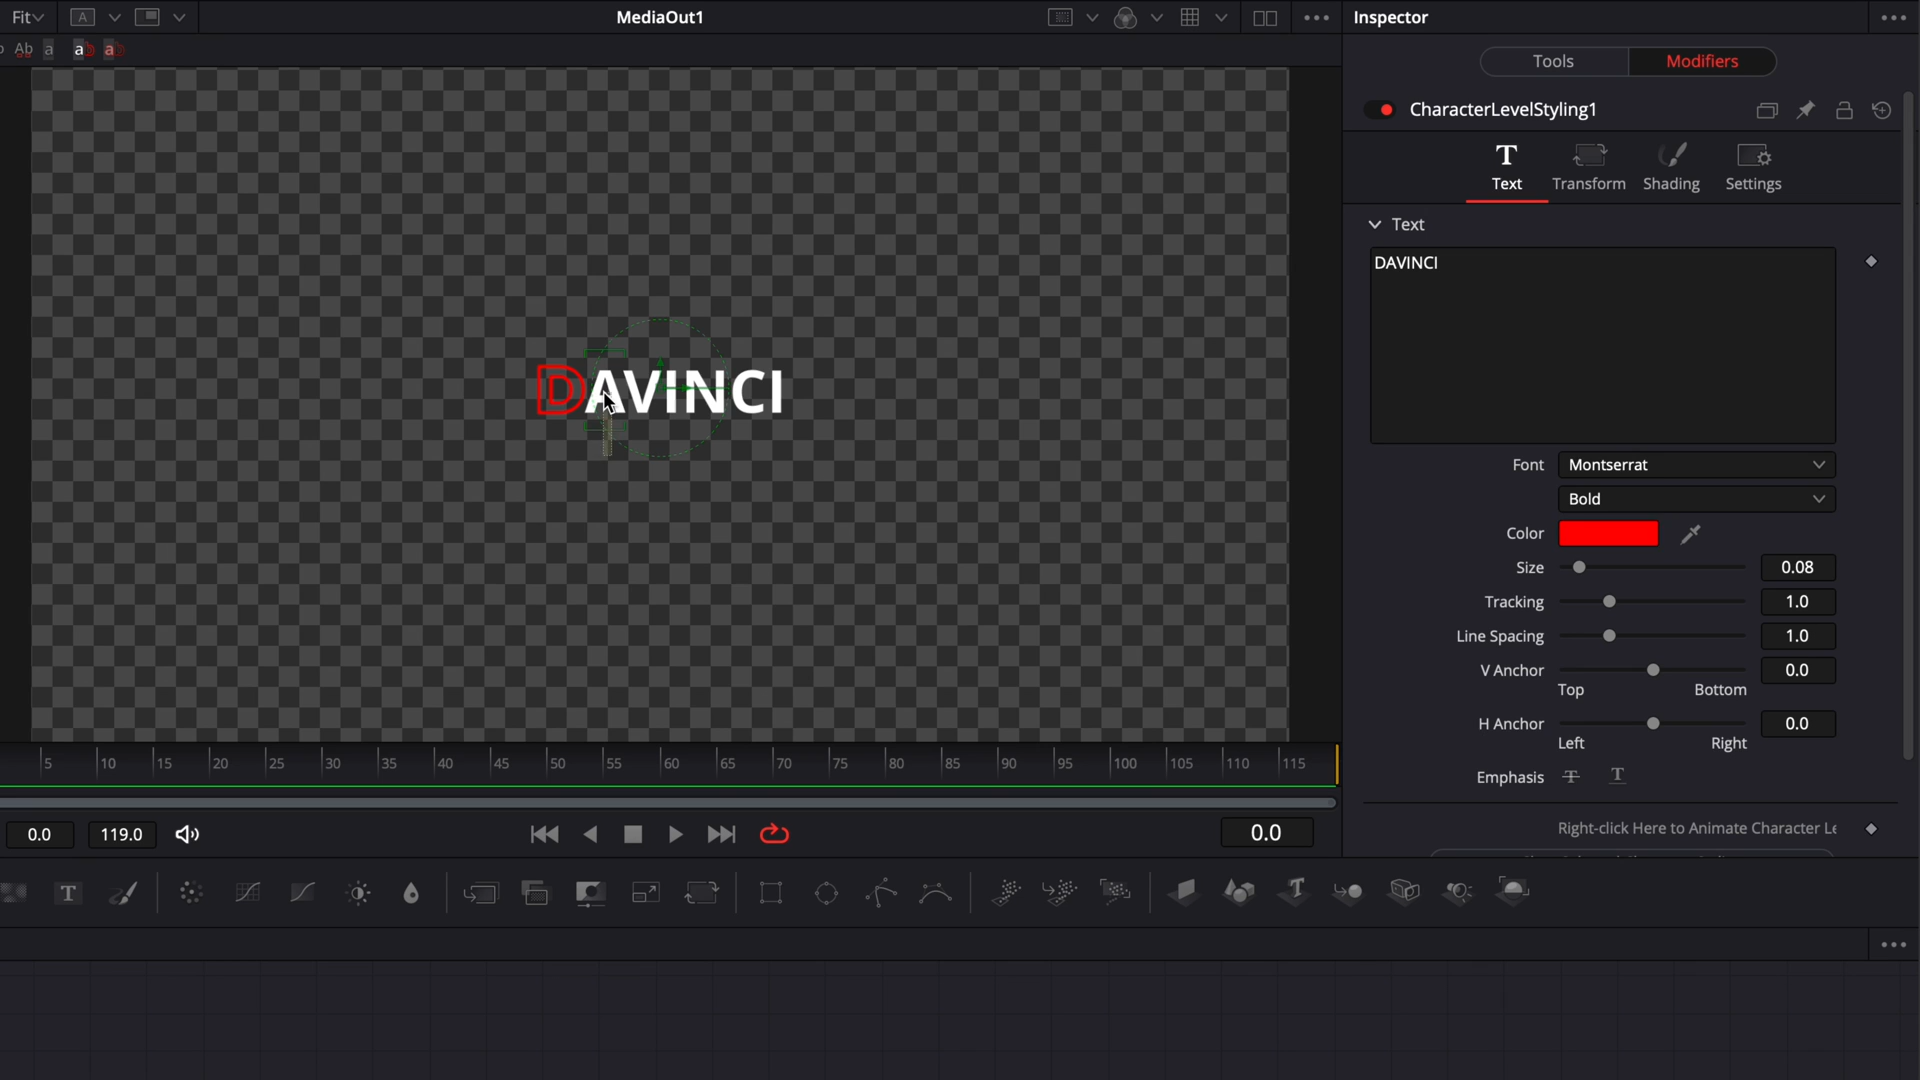 Fit
A
MediaOut1
Inspector
Ab a ab ab
Tools
Modifiers
CharacterLevelStyling1
T
Text
Transform
Shading
Settings
Text
DAVINCI
DAVINCI
Font
Montserrat
Bold
Color
Size
0.08
Tracking
1.0
Line Spacing
1.0
V Anchor
0.0
Top
Bottom
H Anchor
0.0
Left
Right
Emphasis
T
T
5 10 15 20 25 30 35 40 45 50 55 60 65 70 75 80 85 90 95 100 105 110 115
Right-click Here to Animate Character Le
0.0
119.0
0.0
T
T